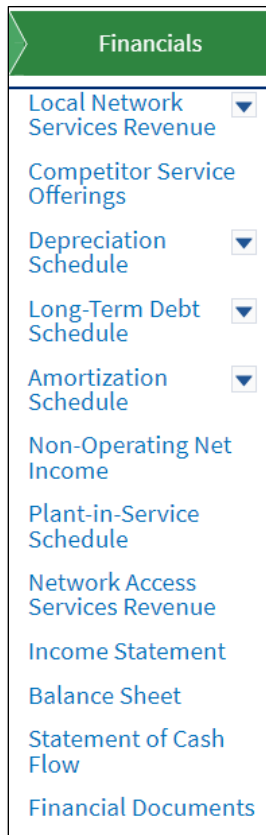 Financials
Local Network
Services Revenue
Competitor Service
Offerings
Depreciation
Schedule
Long-Term Debt
Schedule
Amortization
Schedule
Non-Operating Net
Income
Plant-in-Service
Schedule
Network Access
Services Revenue
Income Statement
Balance Sheet
Statement of Cash
Flow
Financial Documents